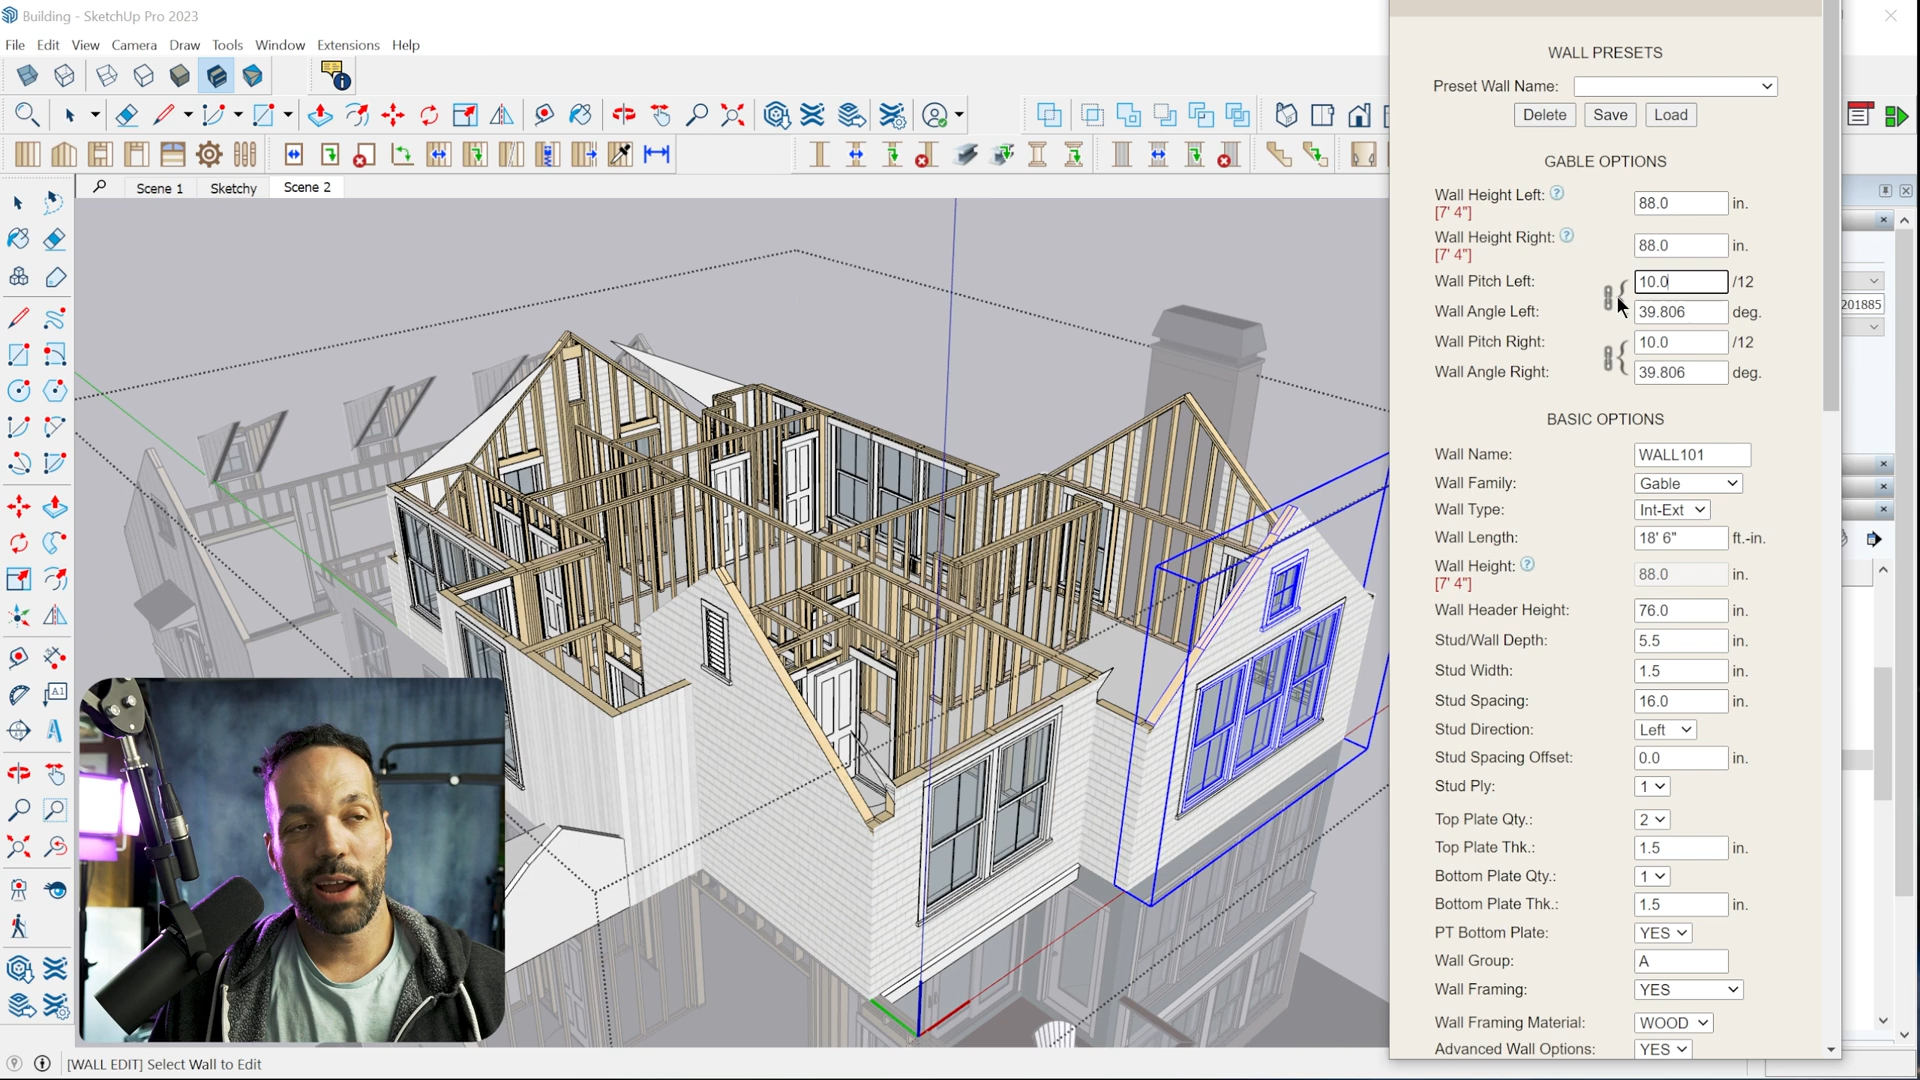 Building - SketchUp Pro 2023
File Edit View Camera Draw Tools Window Extensions Help
Scene 1 Sketchy Scene 2
WALL PRESETS
Preset Wall Name:
Delete Save Load
GABLE OPTIONS
Wall Height Left: ? 88.0 in.
[7' 4"]
Wall Height Right: ? 88.0 in.
[7' 4"]
Wall Pitch Left: 10.0 /12
Wall Angle Left: 39.806 deg.
Wall Pitch Right: 10.0 /12
Wall Angle Right: 39.806 deg.
BASIC OPTIONS
Wall Name: WALL101
Wall Family: Gable
Wall Type: Int-Ext
Wall Length: 18' 6" ft.-in.
Wall Height: ? 88.0 in.
[7' 4"]
Wall Header Height: 76.0 in.
Stud/Wall Depth: 5.5 in.
Stud Width: 1.5 in.
Stud Spacing: 16.0 in.
Stud Direction: Left
Stud Spacing Offset: 0.0 in.
Stud Ply: 1
Top Plate Qty.: 2
Top Plate Thk.: 1.5 in.
Bottom Plate Qty.: 1
Bottom Plate Thk.: 1.5 in.
PT Bottom Plate: YES
Wall Group: A
Wall Framing: YES
Wall Framing Material: WOOD
Advanced Wall Options: YES
201885
A1
[WALL EDIT] Select Wall to Edit